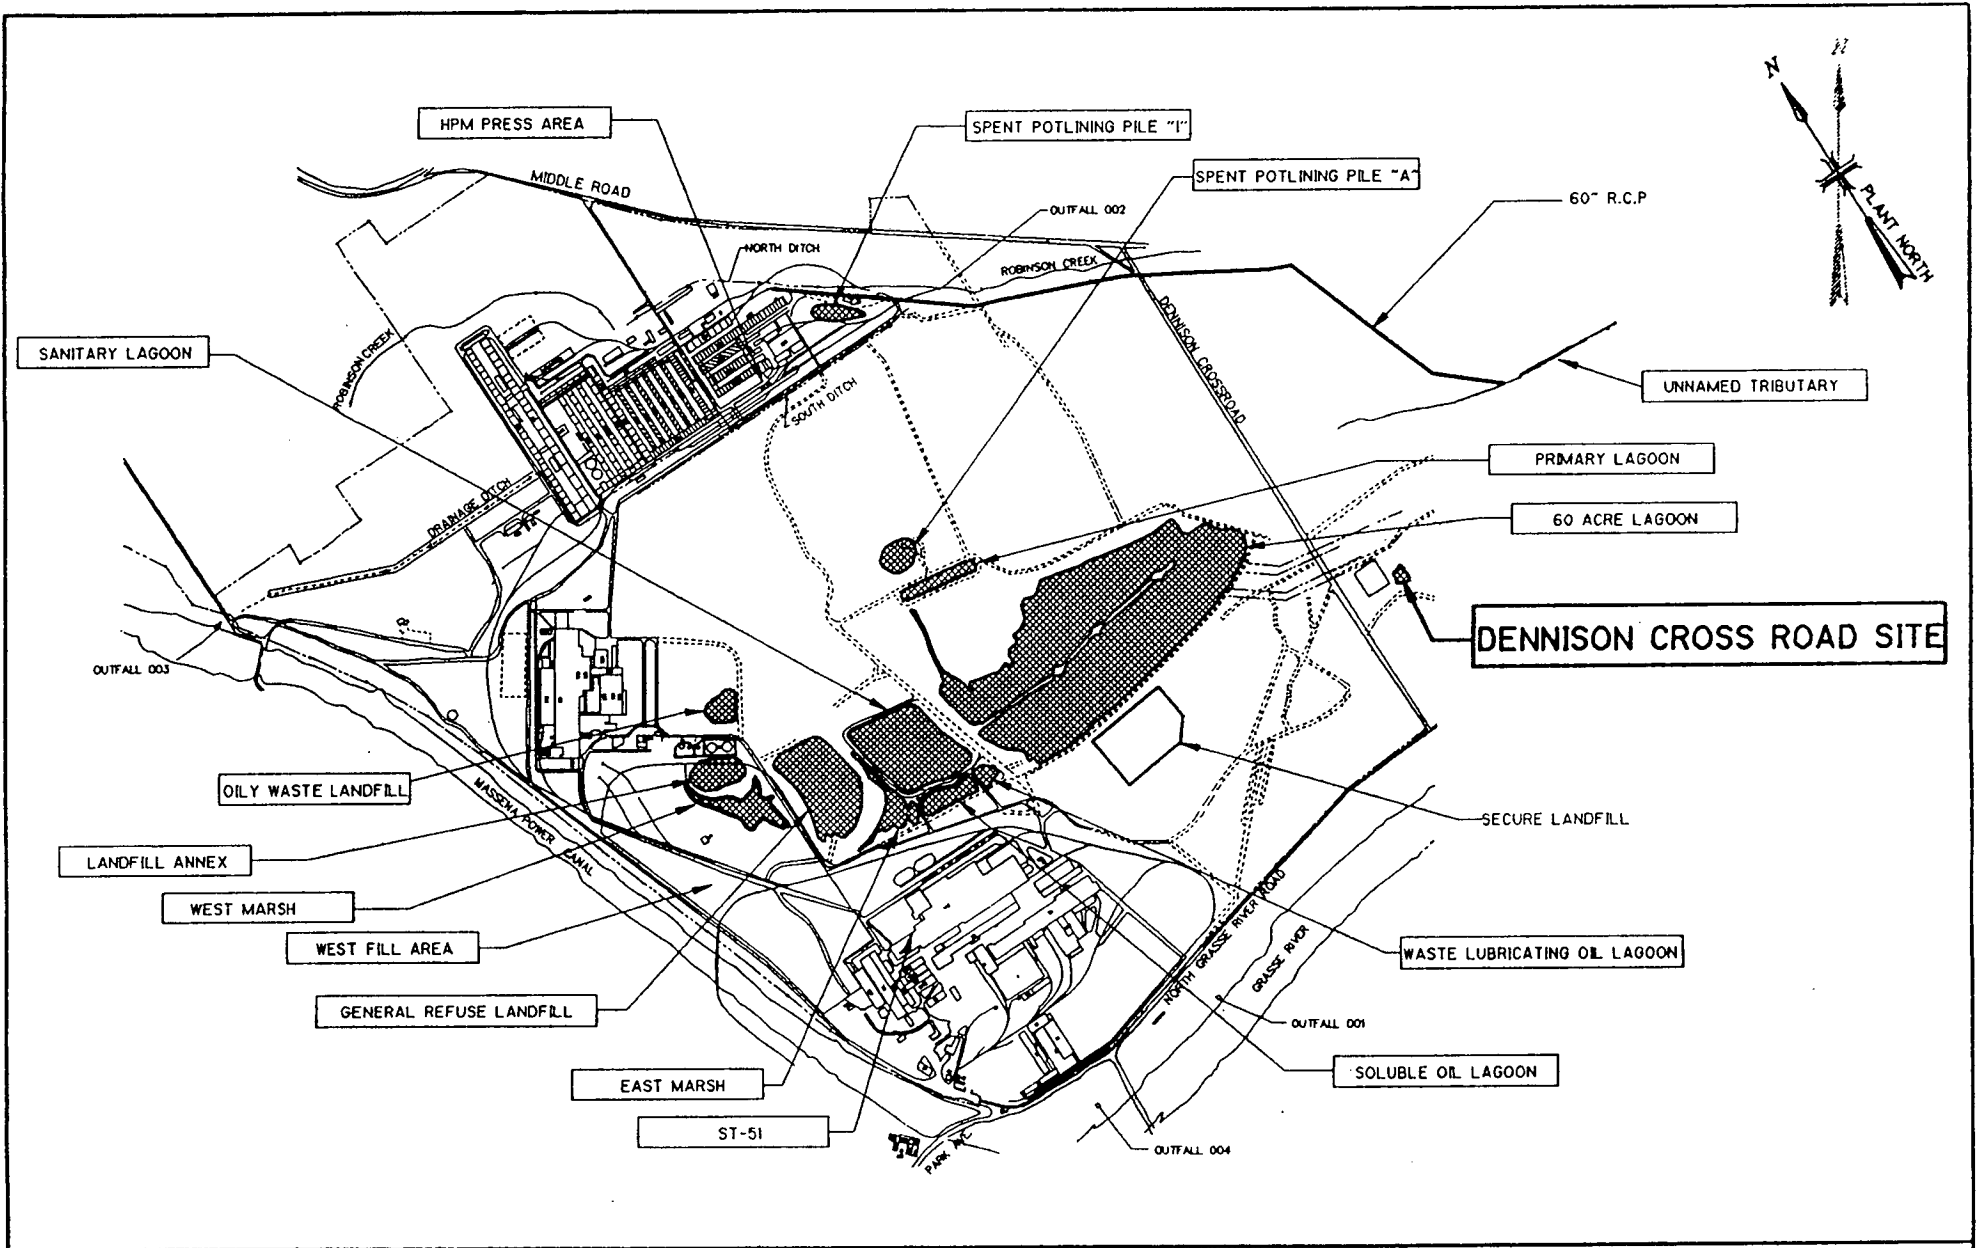 N
PLANT NORTH
HPM PRESS AREA
SPENT POTLINING PILE "I"
SPENT POTLINING PILE "A"
MIDDLE ROAD
60" R.C.P
OUTFALL 002
NORTH DITCH
ROBINSON CREEK
DENNISON CROSSROAD
SANITARY LAGOON
ROBINSON CREEK
UNNAMED TRIBUTARY
SOUTH DITCH
PRIMARY LAGOON
DRAINAGE DITCH
60 ACRE LAGOON
DENNISON CROSS ROAD SITE
OUTFALL 003
OILY WASTE LANDFILL
MASSENA POWER CANAL
SECURE LANDFILL
LANDFILL ANNEX
WEST MARSH
WEST FILL AREA
WASTE LUBRICATING OIL LAGOON
NORTH GRASSE RIVER ROAD
GRASSE RIVER
GENERAL REFUSE LANDFILL
OUTFALL 001
SOLUBLE OIL LAGOON
EAST MARSH
ST-51
OUTFALL 004
PARK AVE